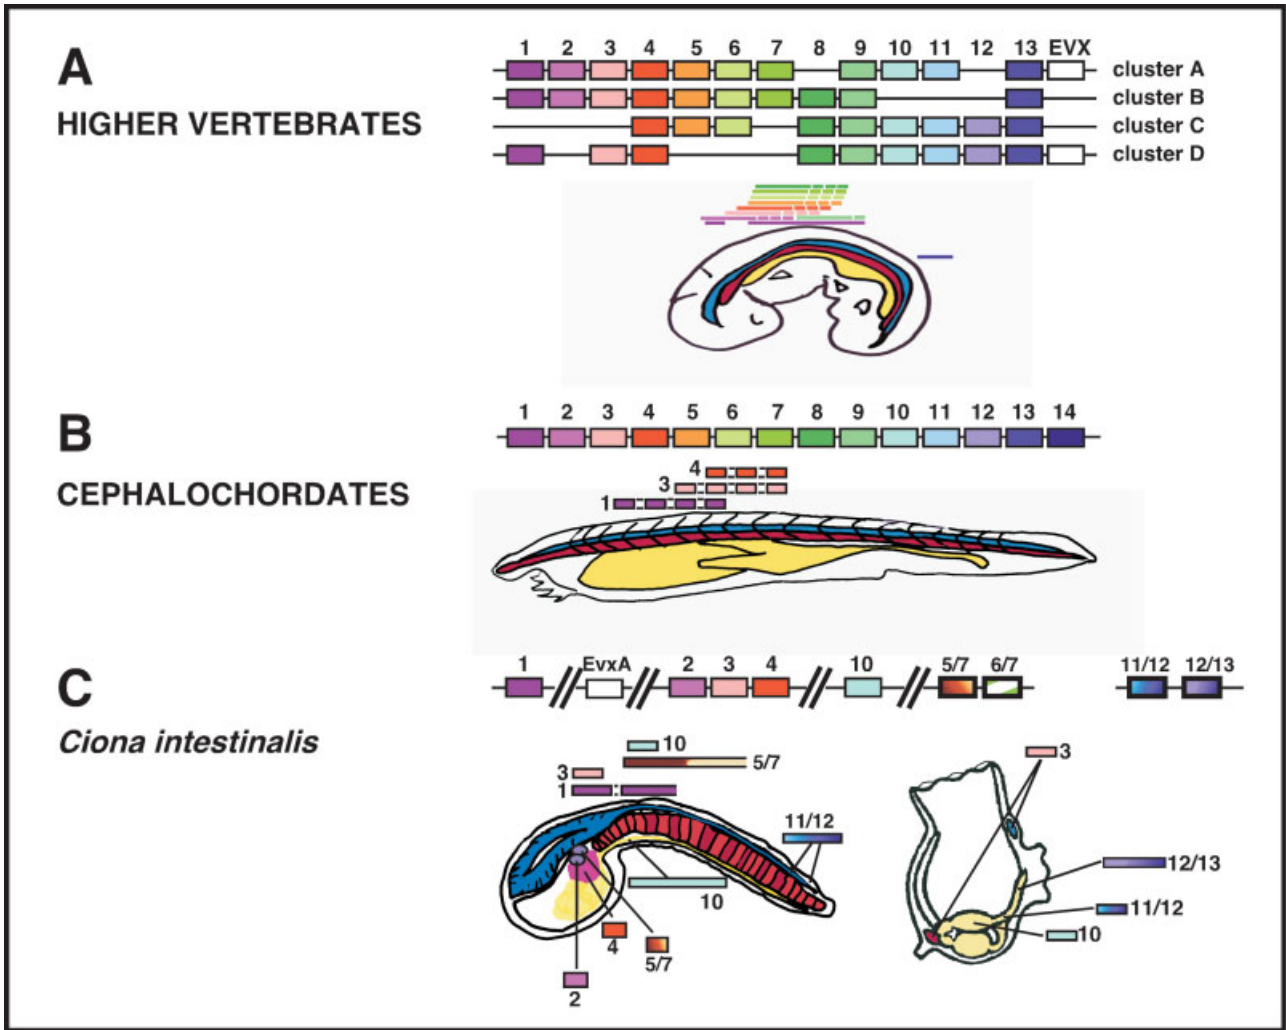 A
HIGHER VERTEBRATES
1 2 3 4 5 6 7 8 9 10 11 12 13 EVX
cluster A
cluster B
cluster C
cluster D
B
CEPHALOCHORDATES
1 2 3 4 5 6 7 8 9 10 11 12 13 14
4
3
1
C
Ciona intestinalis
1 EvxA 2 3 4 10 5/7 6/7 11/12 12/13
10
5/7
3
1
11/12
10
4
5/7
2
3
12/13
11/12
10